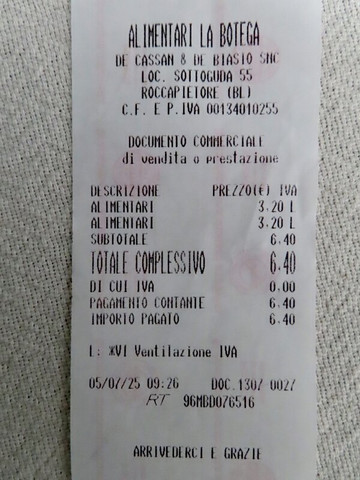 ALIMENTARI LA BOTEGA
DE CASSAN & DE BIASIO SNC
LOC. SOTTOGUDA 55
ROCCAPIETORE (BL)
C.F. E P.IVA 00134010255
DOCUMENTO COMMERCIALE
di vendita o prestazione
DESCRIZIONE PREZZO(€) IVA
ALIMENTARI 3.20 L
ALIMENTARI 3.20 L
SUBTOTALE 6.40
TOTALE COMPLESSIVO 6.40
DI CUI IVA 0.00
PAGAMENTO CONTANTE 6.40
IMPORIO PAGATO 6.40
L: *VI Ventilazione IVA
05/07/25 09:26 DOC.1307 0027
RT 96MBD076516
ARRIVEDERCI E GRAZIE